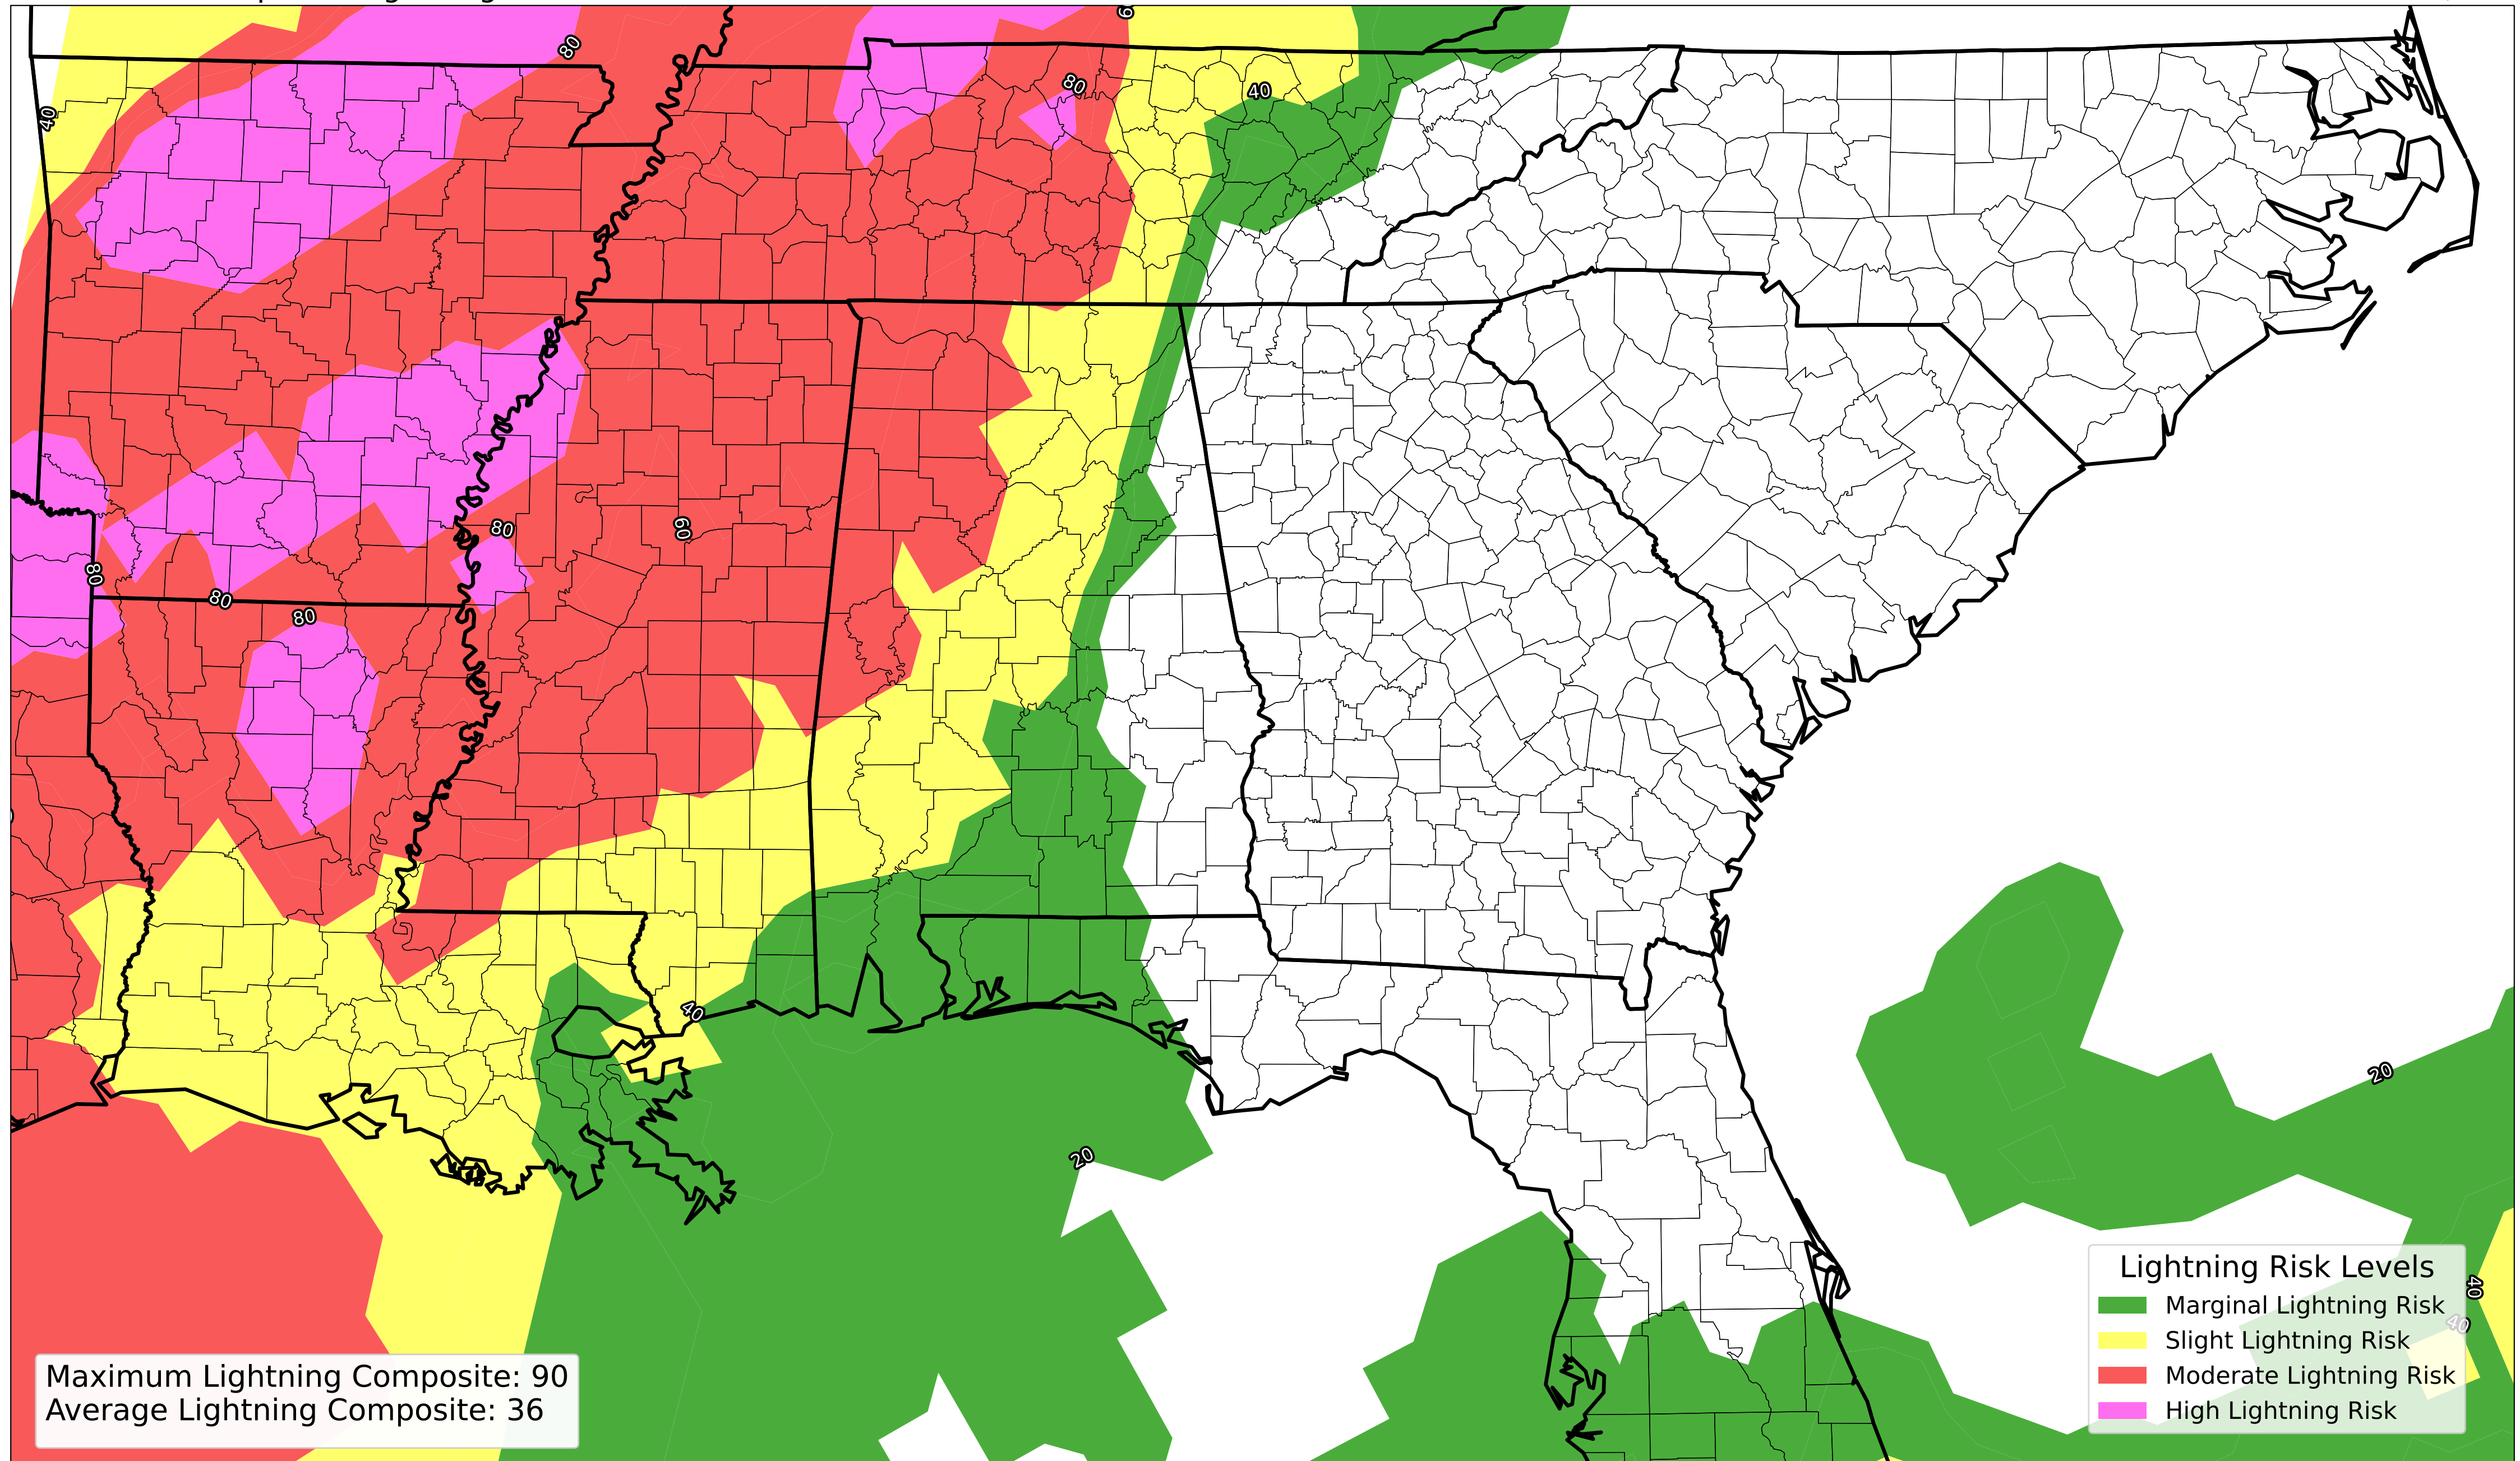 80
80
40
40
80
60
80
80
80
40
20
20
Lightning Risk Levels
40
Marginal Lightning Risk
40
Slight Lightning Risk
Moderate Lightning Risk
High Lightning Risk
Maximum Lightning Composite: 90
Average Lightning Composite: 36